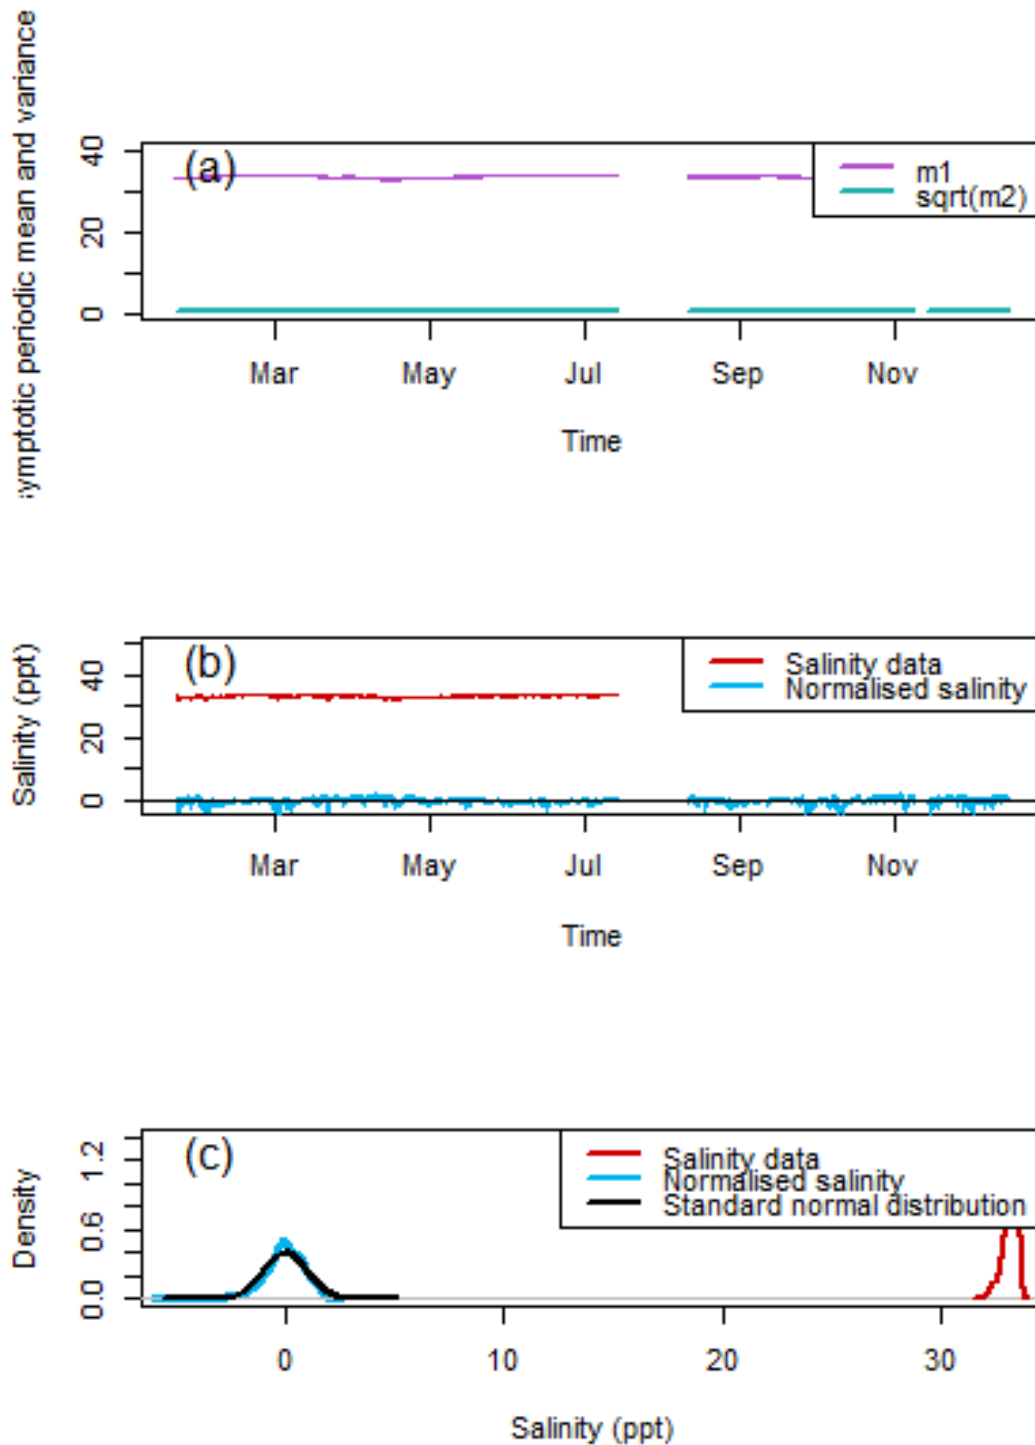 symptotic periodic mean and variance
(a)
m1
sqrt(m2)
40
20
0
Mar May Jul Sep Nov
Time
Salinity (ppt)
(b)
Salinity data
Normalised salinity
40
20
0
Mar May Jul Sep Nov
Time
Density
(c)
Salinity data
Normalised salinity
Standard normal distribution
1.2
0.6
0.0
0 10 20 30
Salinity (ppt)